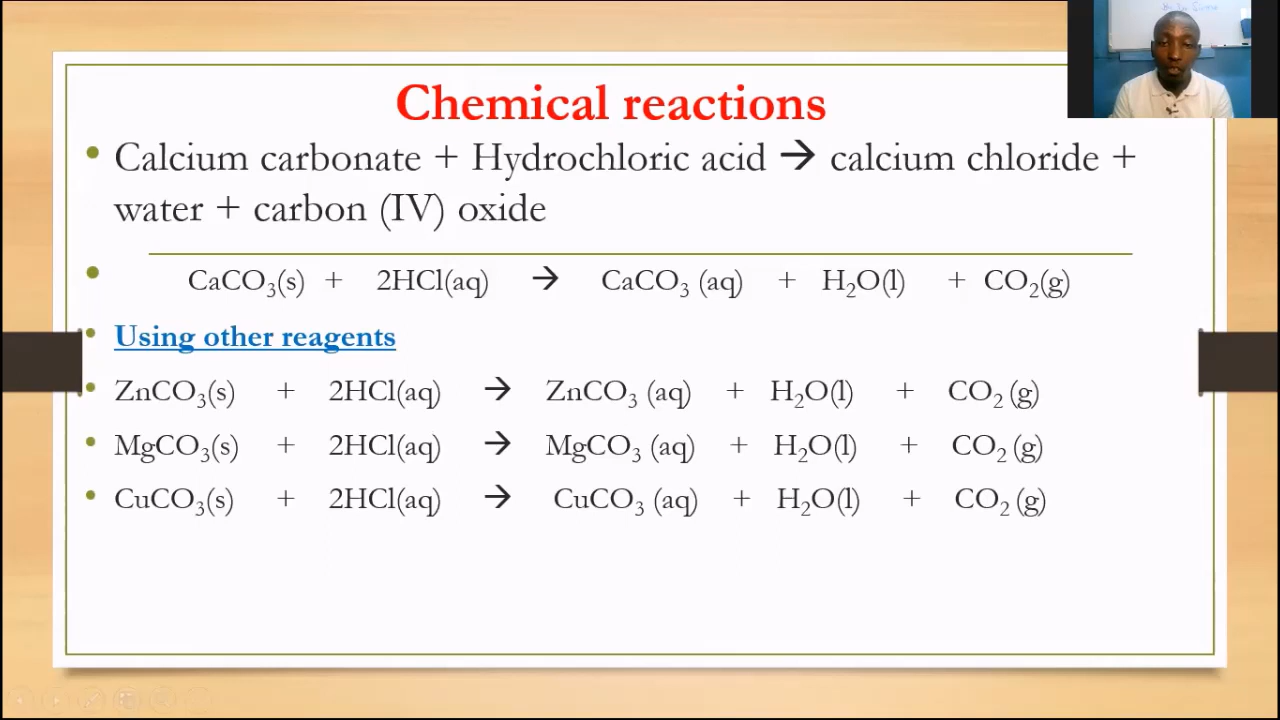 Chemical reactions
• Calcium carbonate + Hydrochloric acid → calcium chloride +
water + carbon (IV) oxide
• CaCO₃(s) + 2HCl(aq) → CaCO₃ (aq) + H₂O(l) + CO₂(g)
• Using other reagents
• ZnCO₃(s) + 2HCl(aq) → ZnCO₃ (aq) + H₂O(l) + CO₂ (g)
• MgCO₃(s) + 2HCl(aq) → MgCO₃ (aq) + H₂O(l) + CO₂ (g)
• CuCO₃(s) + 2HCl(aq) → CuCO₃ (aq) + H₂O(l) + CO₂ (g)